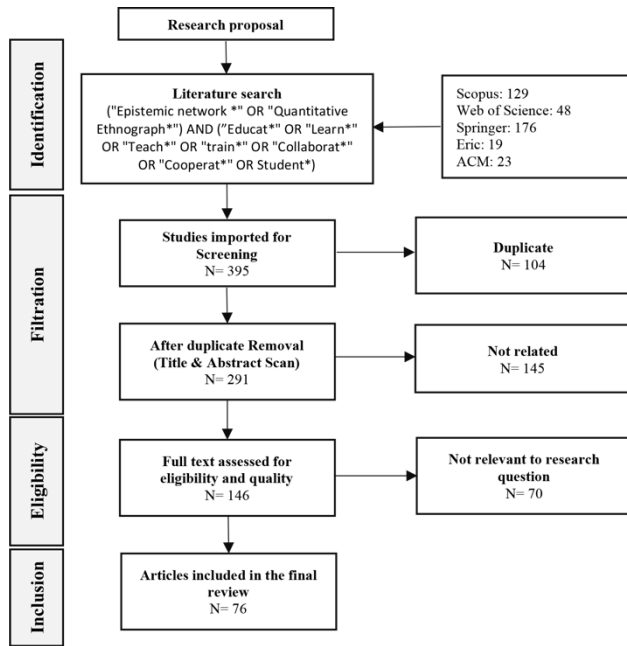 Research proposal
Identification
Literature search
("Epistemic network *" OR "Quantitative
Ethnograph*") AND ("Educat*" OR "Learn*"
OR "Teach*" OR "train*" OR "Collaborat*"
OR "Cooperat*" OR Student*)
Scopus: 129
Web of Science: 48
Springer: 176
Eric: 19
ACM: 23
Filtration
Studies imported for
Screening
N= 395
Duplicate
N= 104
After duplicate Removal
(Title & Abstract Scan)
N= 291
Not related
N= 145
Eligibility
Full text assessed for
eligibility and quality
N= 146
Not relevant to research
question
N= 70
Inclusion
Articles included in the final
review
N= 76